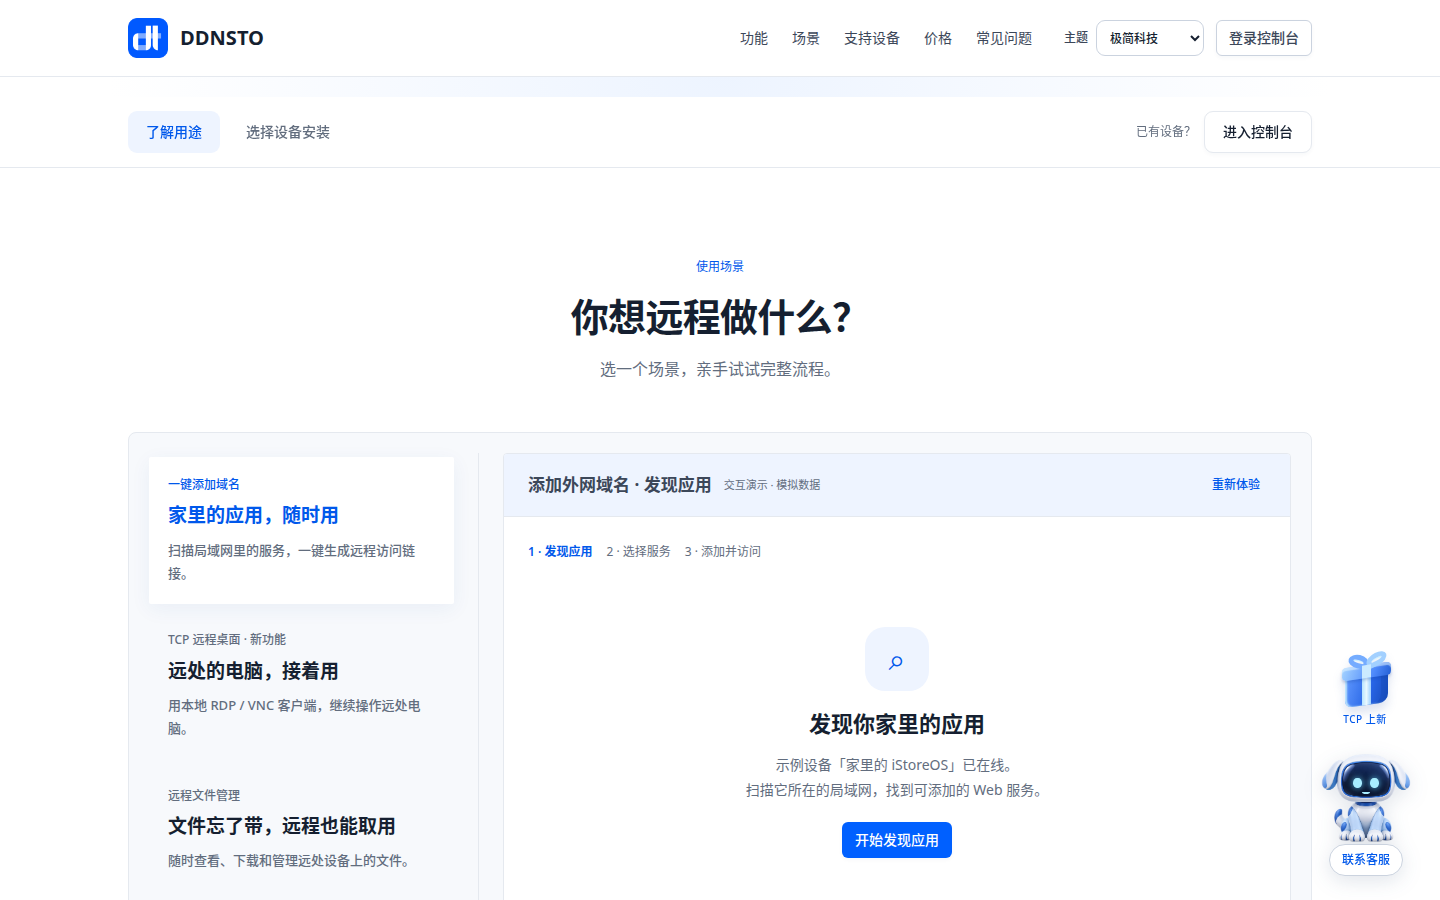 DDNSTO
功能
场景
支持设备
价格
常见问题
主题
极简科技
登录控制台
了解用途
选择设备安装
已有设备？
进入控制台
使用场景
你想远程做什么？
选一个场景，亲手试试完整流程。
一键添加域名
家里的应用，随时用
扫描局域网里的服务，一键生成远程访问链
接。
TCP 远程桌面 · 新功能
远处的电脑，接着用
用本地 RDP / VNC 客户端，继续操作远处电
脑。
远程文件管理
文件忘了带，远程也能取用
随时查看、下载和管理远处设备上的文件。
添加外网域名 · 发现应用
交互演示 · 模拟数据
重新体验
1 · 发现应用
2 · 选择服务
3 · 添加并访问
发现你家里的应用
示例设备「家里的 iStoreOS」已在线。
扫描它所在的局域网，找到可添加的 Web 服务。
开始发现应用
TCP 上新
联系客服